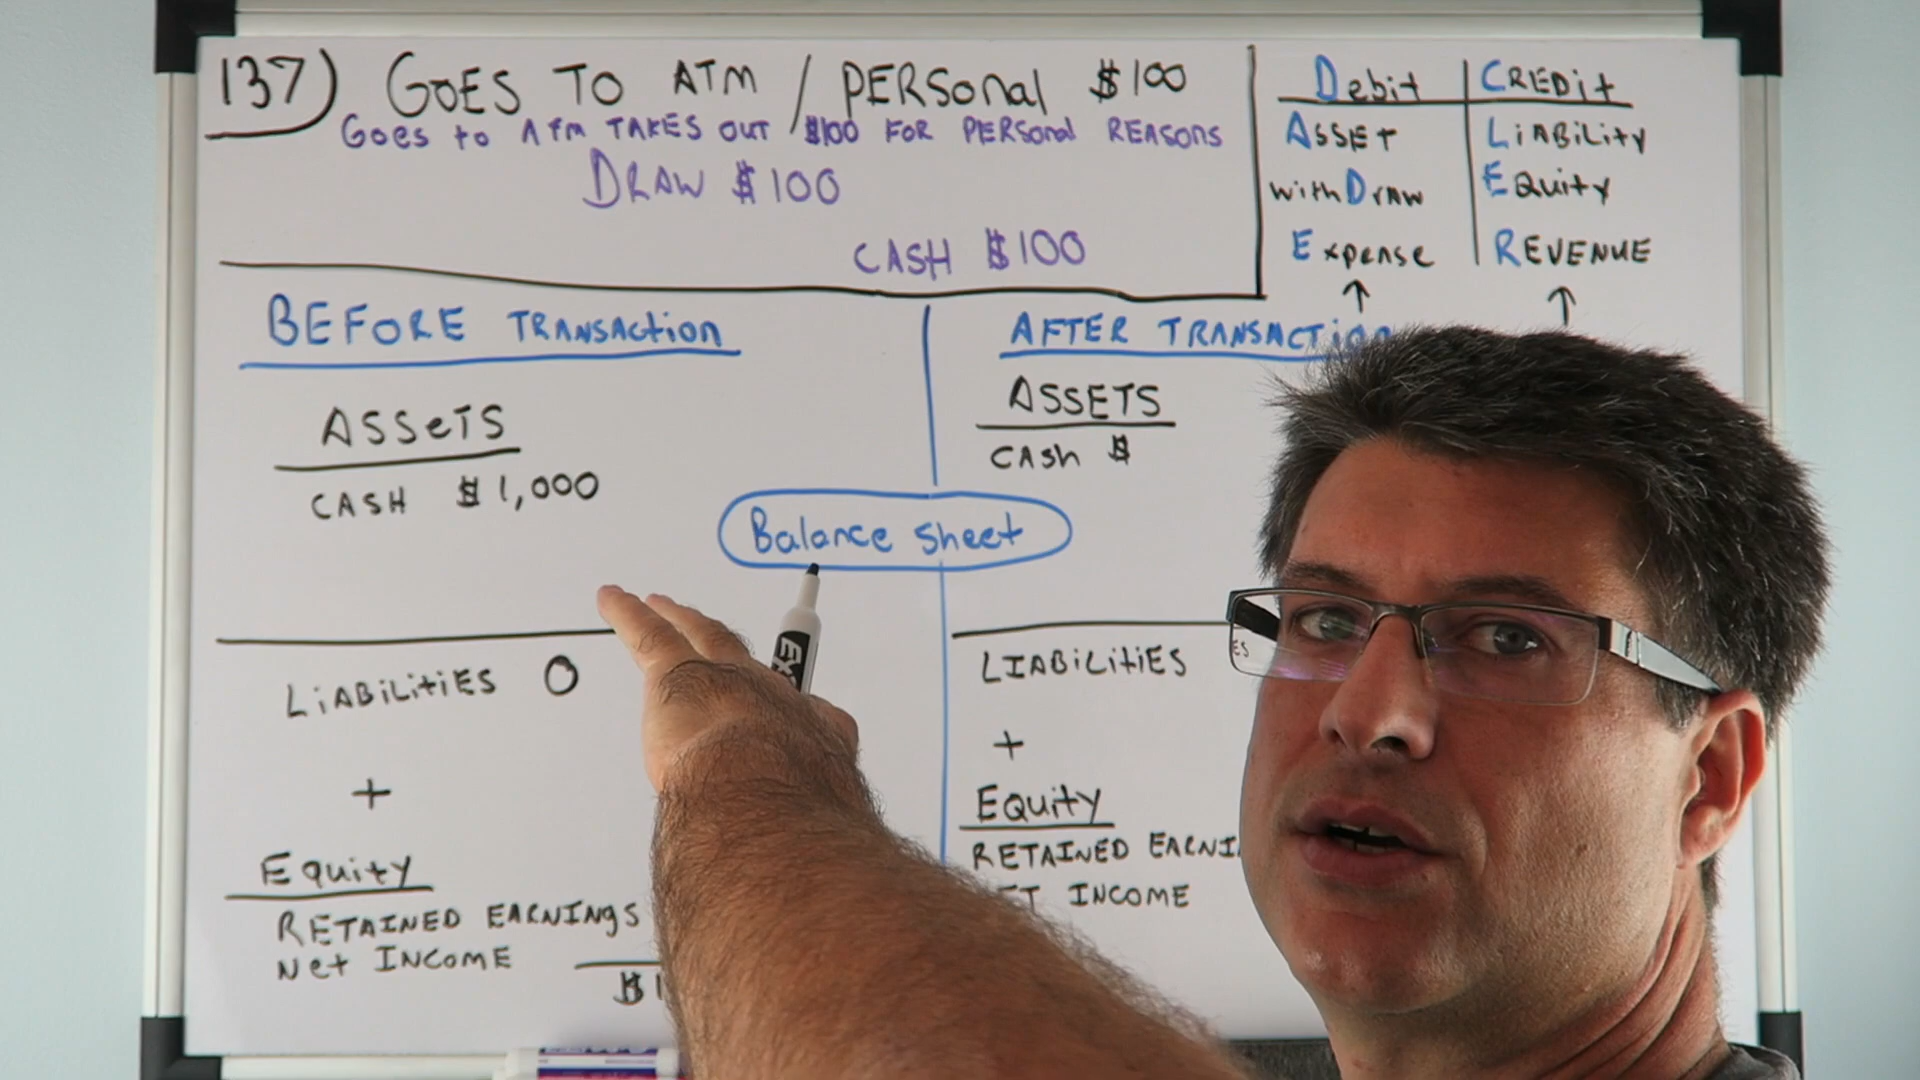 137) GOES TO ATM / PERSONAL $100
Goes to ATM TAKES OUT $100 FOR PERSONAL REASONS
DRAW $100
CASH $100
Debit CREDit
ASSET LiABiLity
withDraw EQuity
Expense REVENUE
BEFORE TRANSACtion
ASSeTS
CASH $1,000
LiABiLitiES 0
+
Equity
RETAINED EARNINgS
Net INCOME
Balance Sheet
AFTER TRANSACTio
ASSETS
CASH $
LIABiLitiES
+
Equity
RETAINED EARNI
INCOME